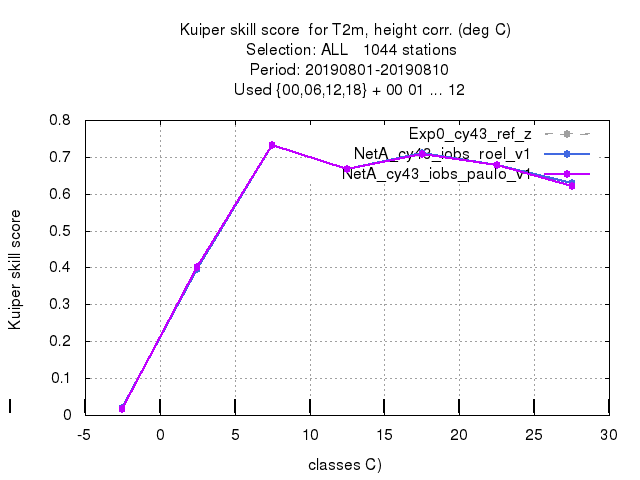 Kuiper skill score for T2m, height corr. (deg C)
Selection: ALL 1044 stations
Period: 20190801-20190810
Used {00,06,12,18} + 00 01 ... 12
Exp0_cy43_ref_z
NetA_cy43_iobs_roel_v1
NetA_cy43_iobs_paulo_v1
0.8
0.7
0.6
0.5
0.4
0.3
0.2
0.1
0
Kuiper skill score
-5 0 5 10 15 20 25 30
classes C)